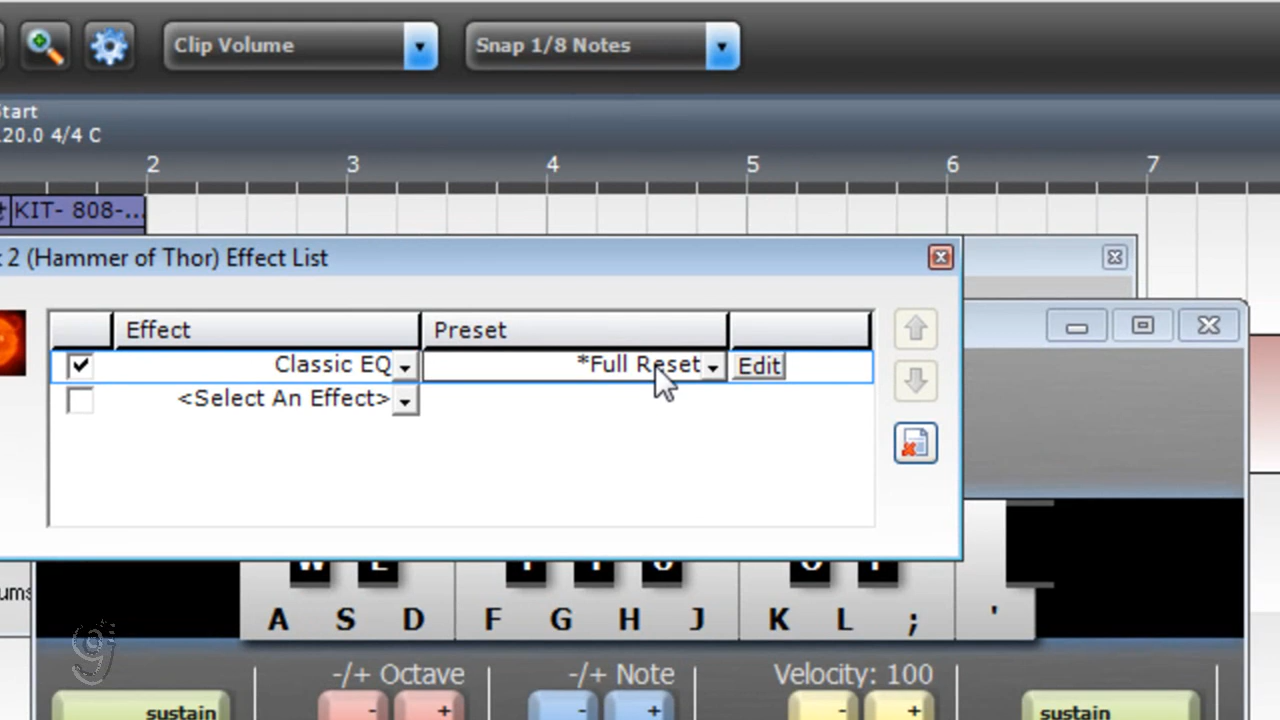 Clip Volume
Snap 1/8 Notes
tart
20.0 4/4 C
2 3 4 5 6 7
KIT- 808-...
2 (Hammer of Thor) Effect List
Effect Preset
Classic EQ *Full Reset Edit
<Select An Effect>
ums
A S D F G H J K L ; '
-/+ Octave -/+ Note Velocity: 100
sustain - + - + - + sustain